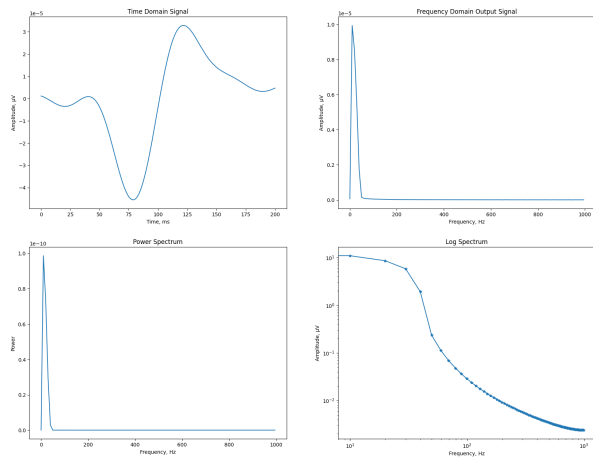 Time Domain Signal
1e−5
3
2
1
0
−1
−2
−3
−4
Amplitude, μV
0 25 50 75 100 125 150 175 200
Time, ms
Frequency Domain Output Signal
1e−5
1.0
0.8
0.6
0.4
0.2
0.0
Amplitude, μV
0 200 400 600 800 1000
Frequency, Hz
Power Spectrum
1e−10
1.0
0.8
0.6
0.4
0.2
0.0
Power
0 200 400 600 800 1000
Frequency, Hz
Log Spectrum
10¹
10⁰
10⁻¹
10⁻²
Amplitude, μV
10¹ 10² 10³
Frequency, Hz